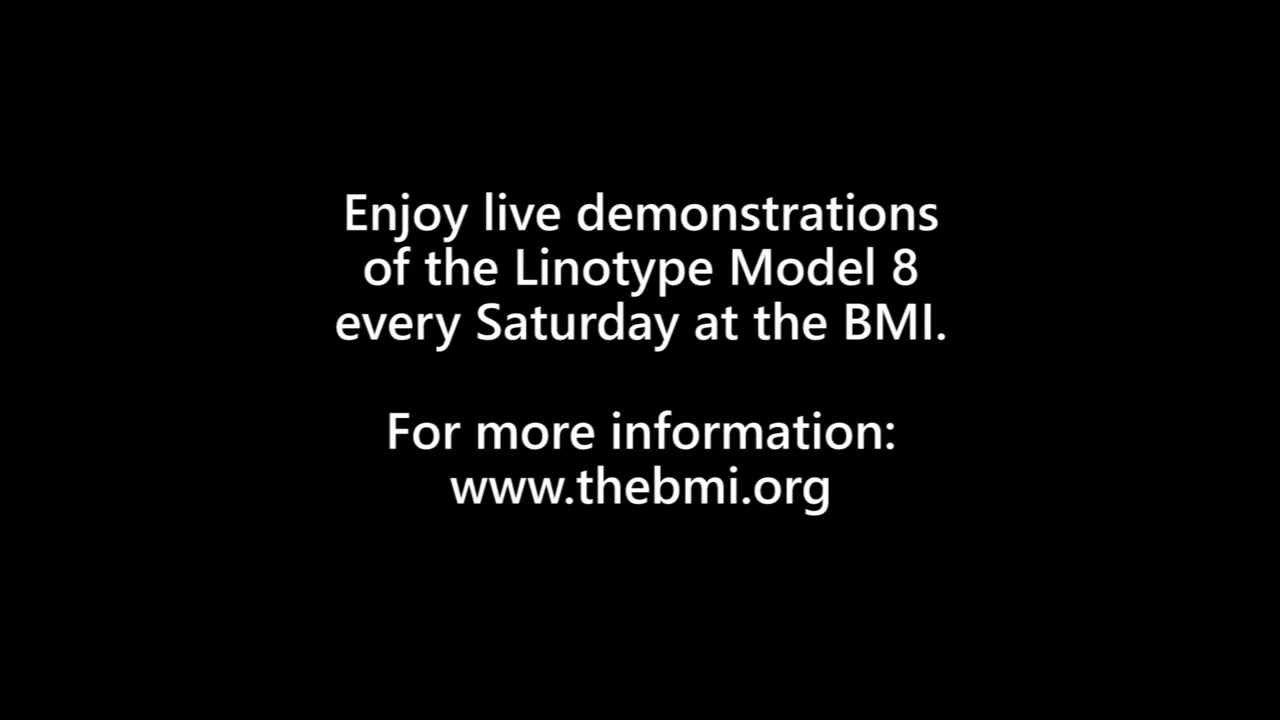 Enjoy live demonstrations
of the Linotype Model 8
every Saturday at the BMI.
For more information:
www.thebmi.org